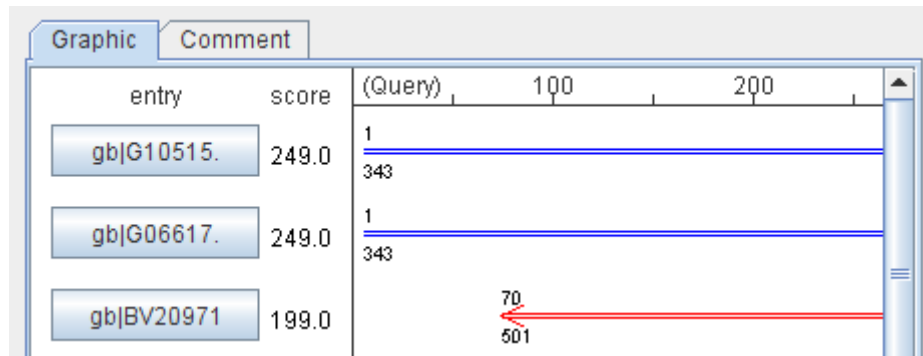 Graphic Comment
entry score (Query) 100 200
1
gb|G10515. 249.0
343
1
gb|G06617. 249.0
343
70
gb|BV20971 199.0
501